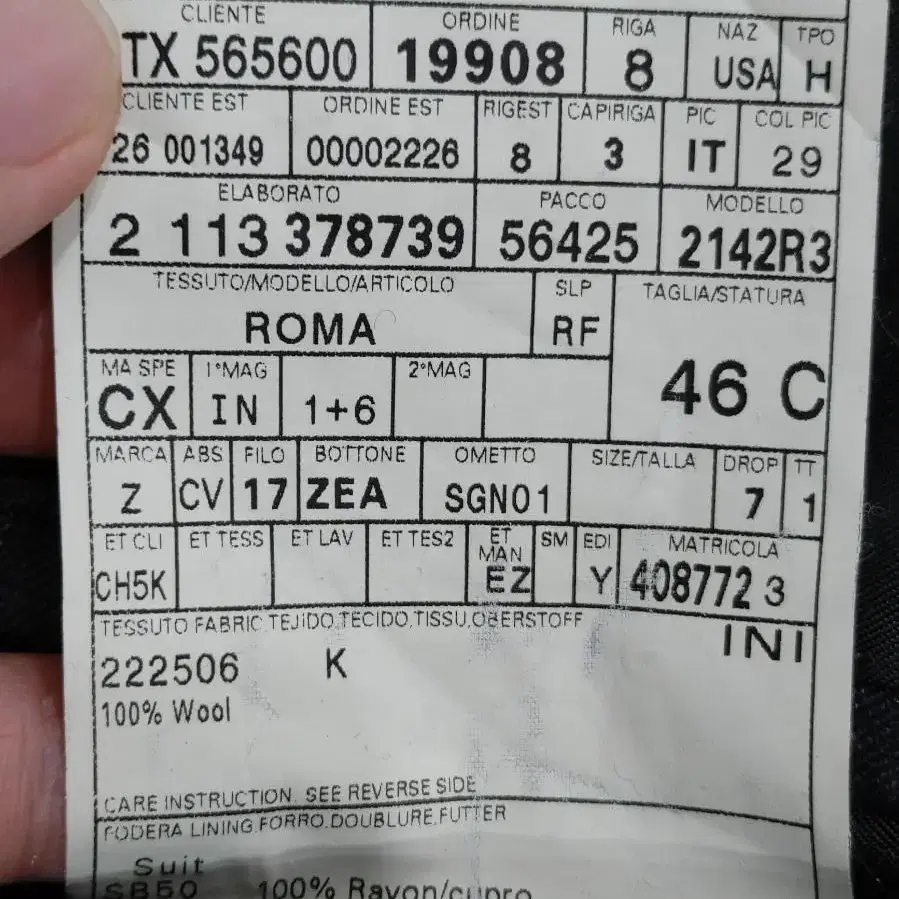 CLIENTE ORDINE RIGA NAZ TPO
TX 565600 19908 8 USA H
CLIENTE EST ORDINE EST RIGEST CAPIRIGA PIC COL PIC
26 001349 00002226 8 3 IT 29
ELABORATO PACCO MODELLO
2 113 378739 56425 2142R3
TESSUTO/MODELLO/ARTICOLO SLP TAGLIA/STATURA
ROMA RF 46 C
MA SPE 1°MAG 2°MAG
CX IN 1+6
MARCA ABS FILO BOTTONE OMETTO SIZE/TALLA DROP TT
Z CV 17 ZEA SGN01 7 1
ET CLI ET TESS ET LAV ET TES2 ET MAN SM EDI MATRICOLA
CH5K EZ Y 408772 3
TESSUTO FABRIC TEJIDO,TECIDO,TISSU,OBERSTOFF
INI
222506 K
100% Wool
CARE INSTRUCTION. SEE REVERSE SIDE
FODERA LINING.FORRO.DOUBLURE,FUTTER
Suit
SB50 100% Rayon/cupro